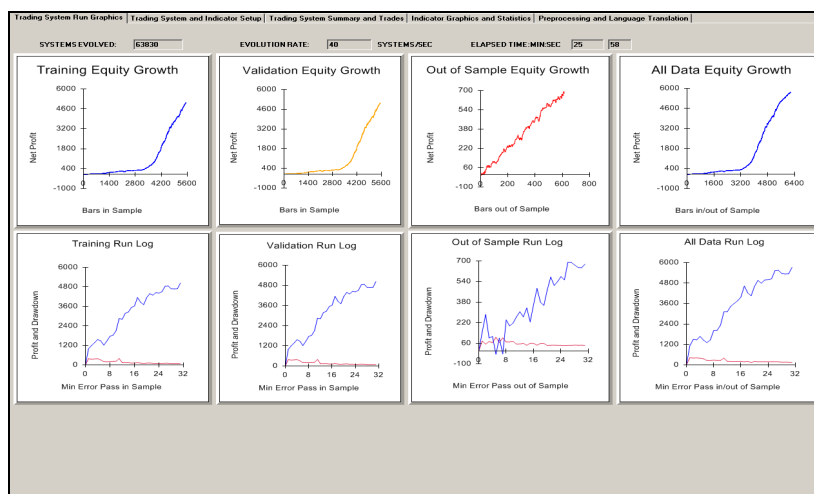 Trading System Run Graphics | Trading System and Indicator Setup | Trading System Summary and Trades | Indicator Graphics and Statistics | Preprocessing and Language Translation
SYSTEMS EVOLVED: 63830 EVOLUTION RATE: 40 SYSTEMS/SEC ELAPSED TIME:MIN:SEC 25 58
Training Equity Growth
6000
4600
3200
1800
400
-1000
Net Profit
0 1400 2800 4200 5600
Bars in Sample
Validation Equity Growth
6000
4600
3200
1800
400
-1000
Net Profit
0 1400 2800 4200 5600
Bars in Sample
Out of Sample Equity Growth
700
540
380
220
60
-100
Net Profit
0 200 400 600 800
Bars out of Sample
All Data Equity Growth
6000
4600
3200
1800
400
-1000
Net Profit
0 1600 3200 4800 6400
Bars in/out of Sample
Training Run Log
6000
4800
3600
2400
1200
0
Profit and Drawdown
0 8 16 24 32
Min Error Pass in Sample
Validation Run Log
6000
4800
3600
2400
1200
0
Profit and Drawdown
0 8 16 24 32
Min Error Pass in Sample
Out of Sample Run Log
700
540
380
220
60
-100
Profit and Drawdown
0 8 16 24 32
Min Error Pass out of Sample
All Data Run Log
6000
4800
3600
2400
1200
0
Profit and Drawdown
0 8 16 24 32
Min Error Pass in/out of Sample